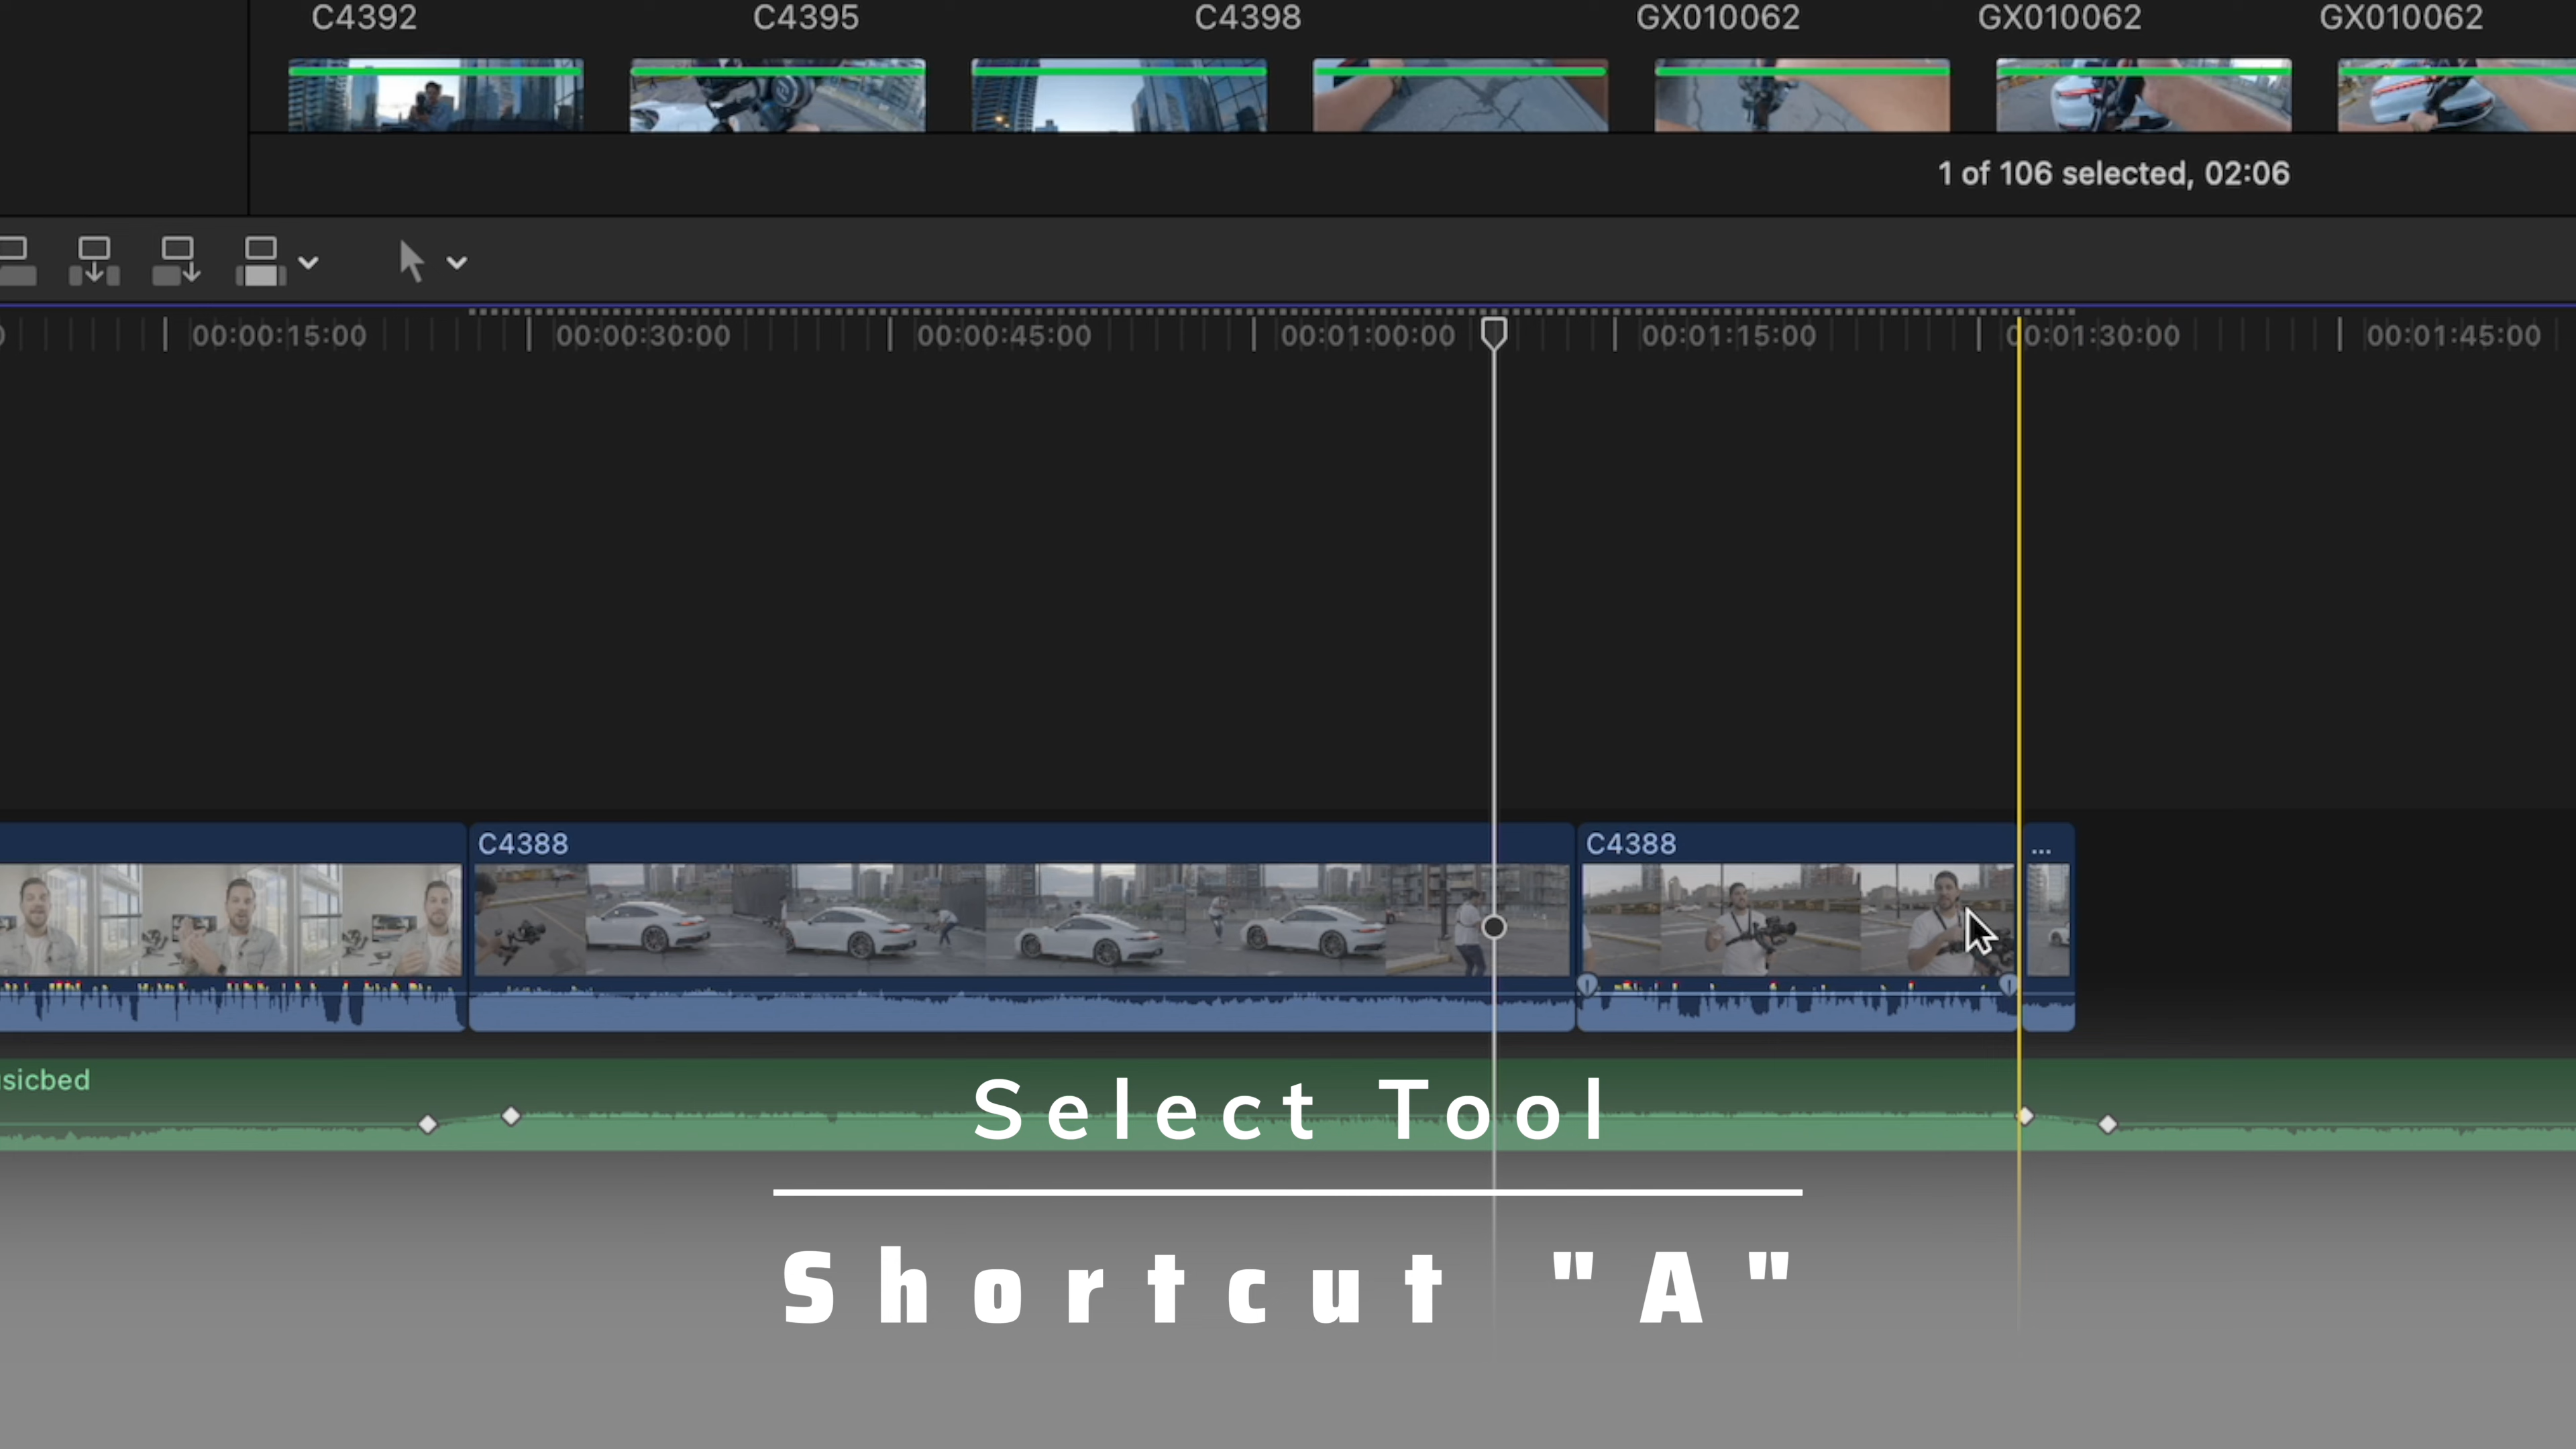 C4392 C4395 C4398 GX010062 GX010062 GX010062
1 of 106 selected, 02:06
00:00:15:00 00:00:30:00 00:00:45:00 00:01:00:00 00:01:15:00 00:01:30:00 00:01:45:00
C4388 C4388 ...
sicbed
Select Tool
Shortcut "A"